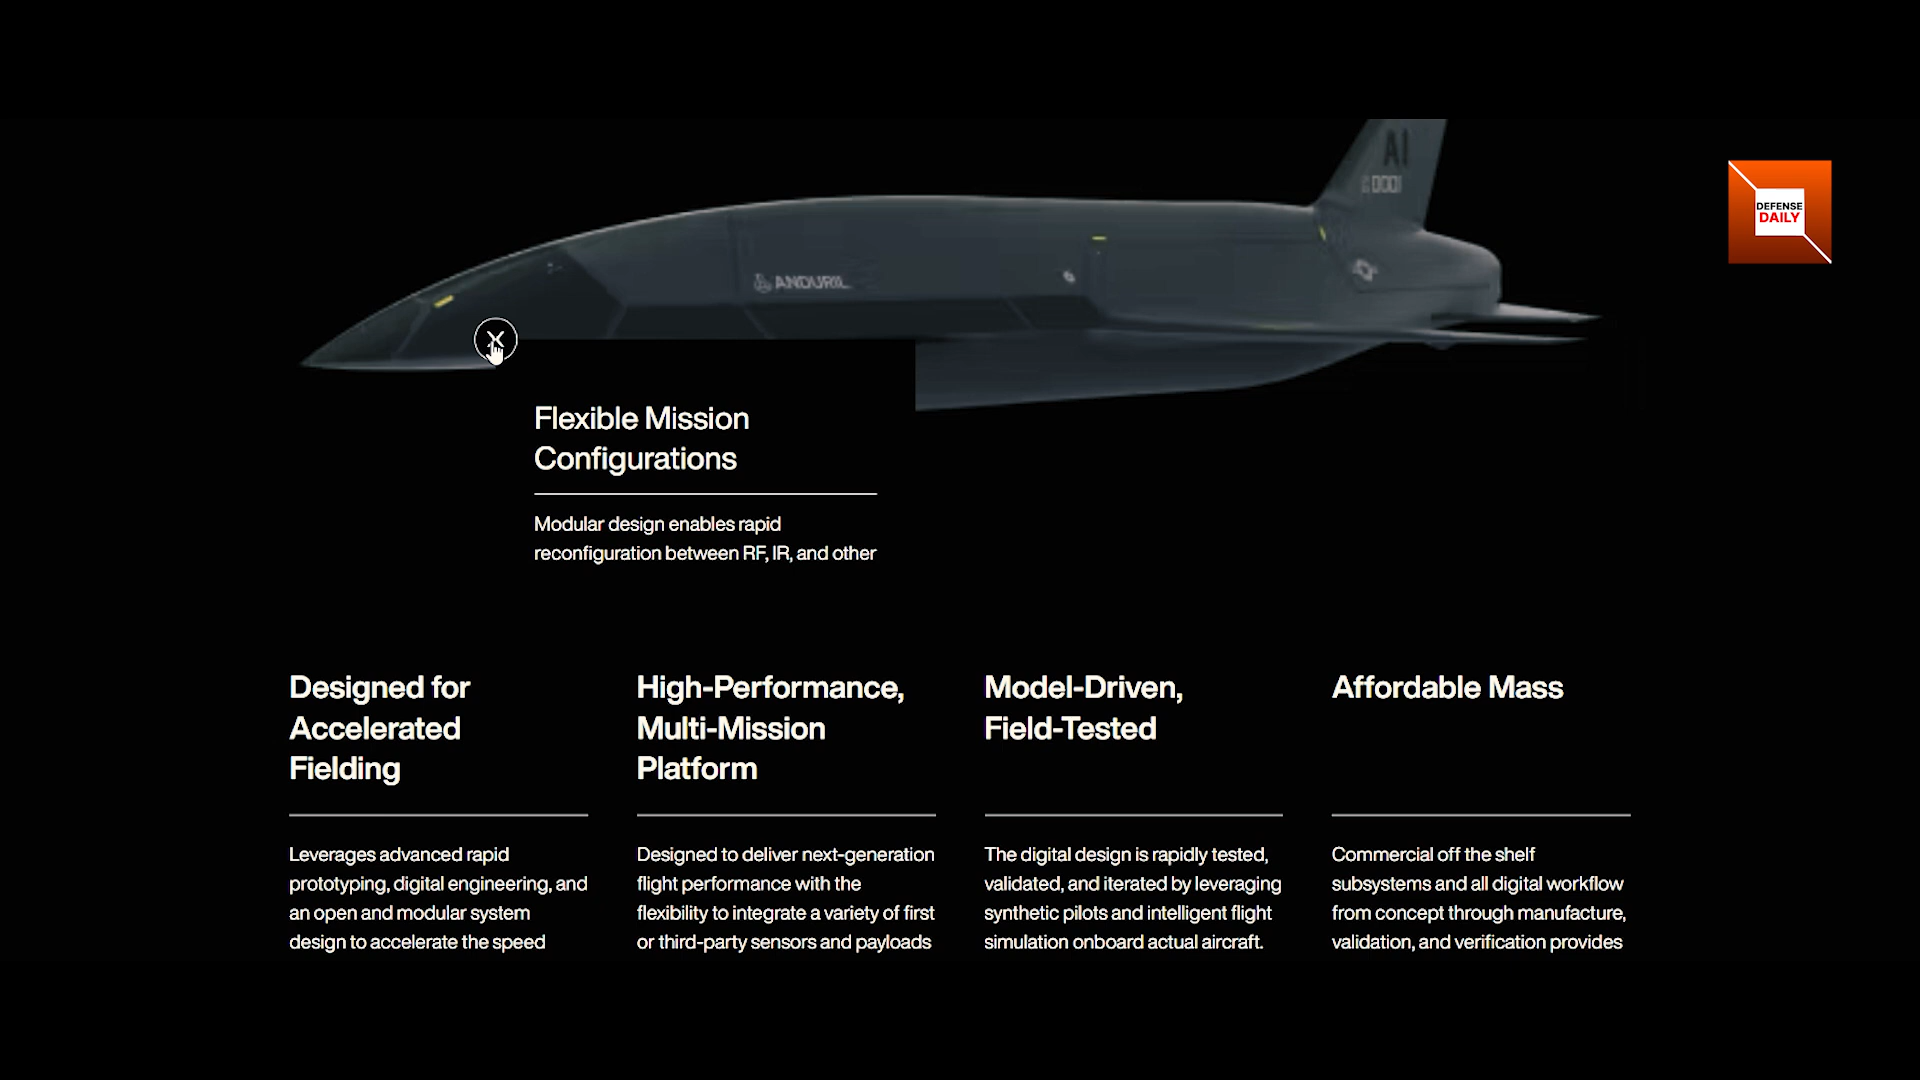 AI
0001
DEFENSE
DAILY
ANDURIL
Flexible Mission
Configurations
Modular design enables rapid
reconfiguration between RF, IR, and other
Designed for
Accelerated
Fielding
Leverages advanced rapid
prototyping, digital engineering, and
an open and modular system
design to accelerate the speed
High-Performance,
Multi-Mission
Platform
Designed to deliver next-generation
flight performance with the
flexibility to integrate a variety of first
or third-party sensors and payloads
Model-Driven,
Field-Tested
The digital design is rapidly tested,
validated, and iterated by leveraging
synthetic pilots and intelligent flight
simulation onboard actual aircraft.
Affordable Mass
Commercial off the shelf
subsystems and all digital workflow
from concept through manufacture,
validation, and verification provides